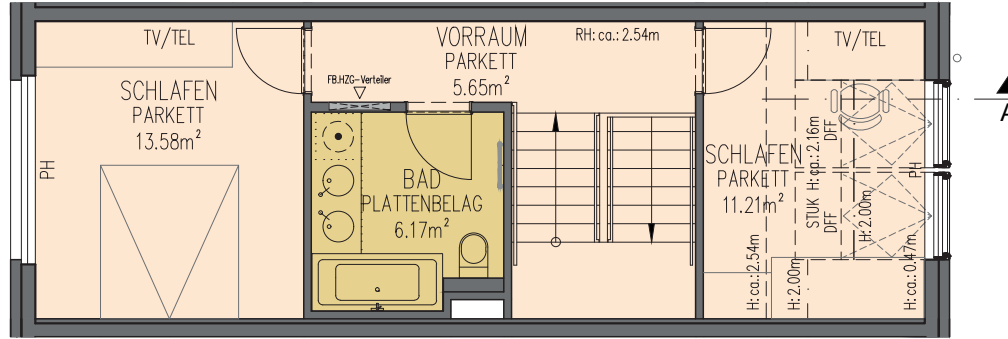 TV/TEL
SCHLAFEN
PARKETT
13.58m²
PH
VORRAUM
PARKETT
5.65m²
RH: ca.: 2.54m
FB.HZG-Verteiler
BAD
PLATTENBELAG
6.17m²
TV/TEL
SCHLAFEN
PARKETT
11.21m²
STUK H: ca.: 2.16m
DFF
DFF
PH
H: 2.00m
H: ca.: 2.54m
H: 2.00m
H: ca.: 0.47m
A